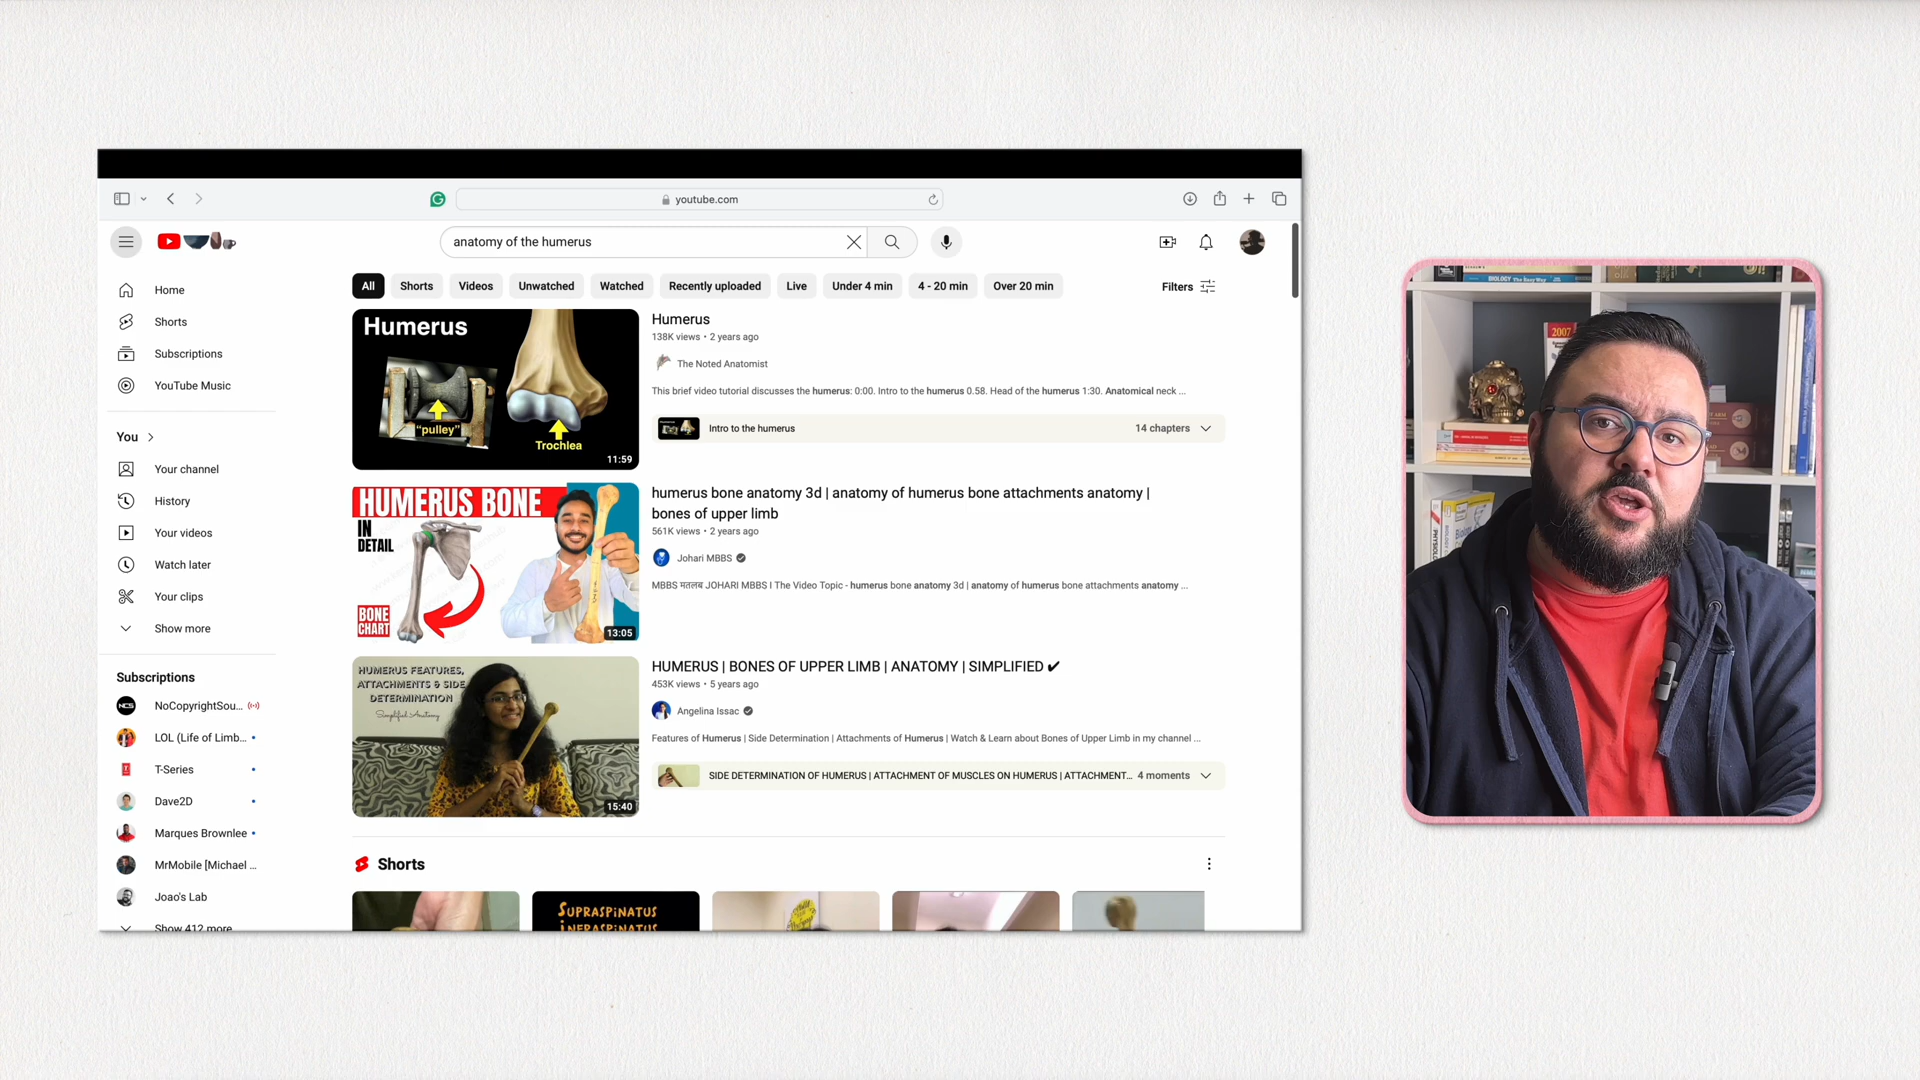 youtube.com
anatomy of the humerus
Home
Shorts
Subscriptions
YouTube Music
You
Your channel
History
Your videos
Watch later
Your clips
Show more
Subscriptions
NCS
NoCopyrightSou...
LOL (Life of Limb...
T-Series
Dave2D
Marques Brownlee
MrMobile [Michael ...
Joao's Lab
Show 412 more
All
Shorts
Videos
Unwatched
Watched
Recently uploaded
Live
Under 4 min
4 - 20 min
Over 20 min
Filters
Humerus
"pulley"
Trochlea
11:59
Humerus
138K views • 2 years ago
The Noted Anatomist
This brief video tutorial discusses the humerus: 0:00. Intro to the humerus 0.58. Head of the humerus 1:30. Anatomical neck ...
Intro to the humerus
14 chapters
HUMERUS BONE
IN
DETAIL
BONE
CHART
13:05
humerus bone anatomy 3d | anatomy of humerus bone attachments anatomy |
bones of upper limb
561K views • 2 years ago
Johari MBBS
MBBS मतलब JOHARI MBBS I The Video Topic - humerus bone anatomy 3d | anatomy of humerus bone attachments anatomy ...
HUMERUS FEATURES,
ATTACHMENTS & SIDE
DETERMINATION
Simplified Anatomy
15:40
HUMERUS | BONES OF UPPER LIMB | ANATOMY | SIMPLIFIED ✔
453K views • 5 years ago
Angelina Issac
Features of Humerus | Side Determination | Attachments of Humerus | Watch & Learn about Bones of Upper Limb in my channel ...
SIDE DETERMINATION OF HUMERUS | ATTACHMENT OF MUSCLES ON HUMERUS | ATTACHMENT...
4 moments
Shorts
SUPRASPINATUS
INFRASPINATUS
2007